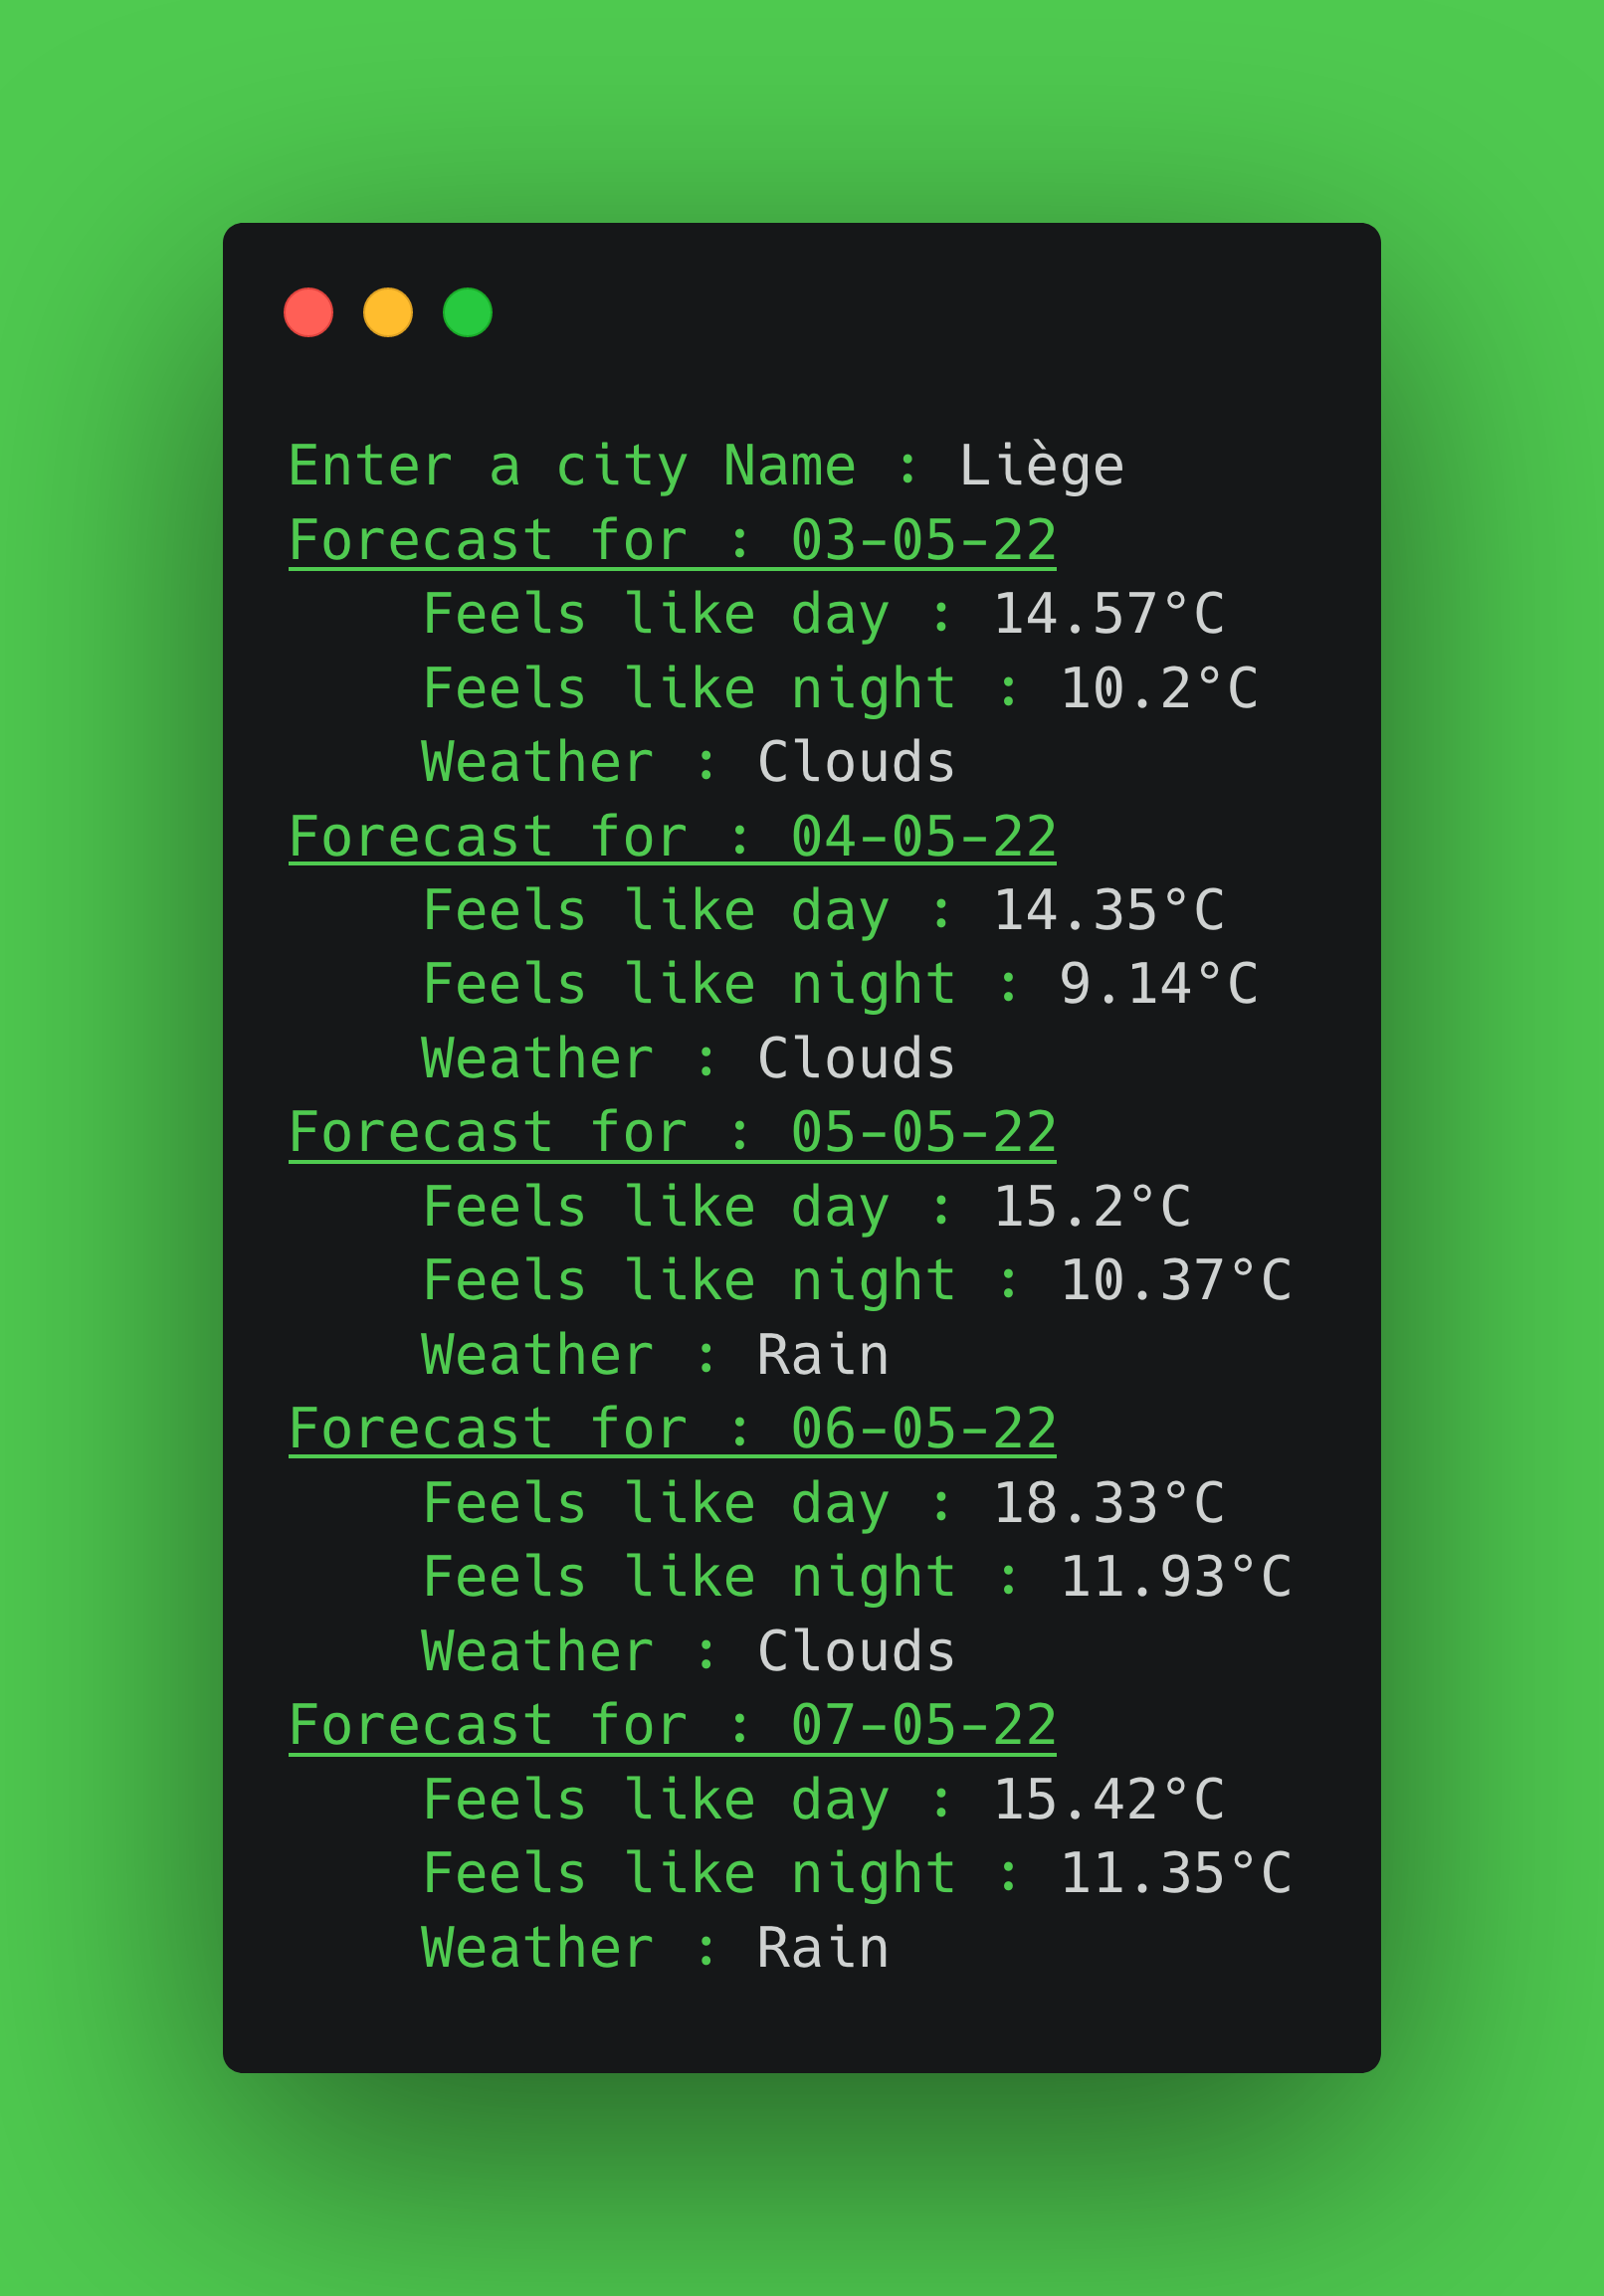 Enter a city Name : Liège
Forecast for : 03-05-22
Feels like day : 14.57°C
Feels like night : 10.2°C
Weather : Clouds
Forecast for : 04-05-22
Feels like day : 14.35°C
Feels like night : 9.14°C
Weather : Clouds
Forecast for : 05-05-22
Feels like day : 15.2°C
Feels like night : 10.37°C
Weather : Rain
Forecast for : 06-05-22
Feels like day : 18.33°C
Feels like night : 11.93°C
Weather : Clouds
Forecast for : 07-05-22
Feels like day : 15.42°C
Feels like night : 11.35°C
Weather : Rain